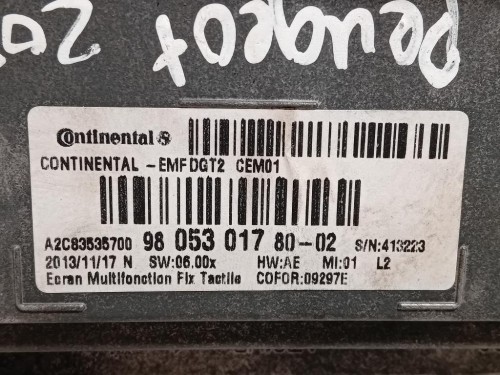 Peugeot 20
Continental
CONTINENTAL -EMFDGT2 CEM01
A2C83535700 98 053 017 80-02 S/N:413223
2013/11/17 N SW:06.00x HW:AE MI:01 L2
Ecran Multifonction Fix Tactile COFOR:09297E